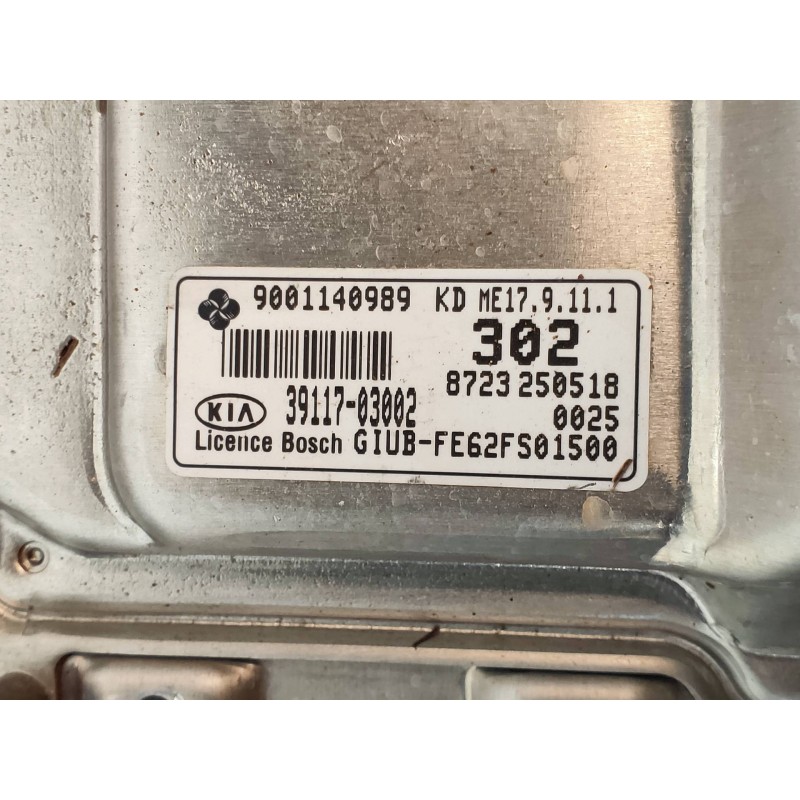 9001140989 KD ME17.9.11.1
302
8723 250518
KIA 39117-03002 0025
Licence Bosch GIUB-FE62FS01500